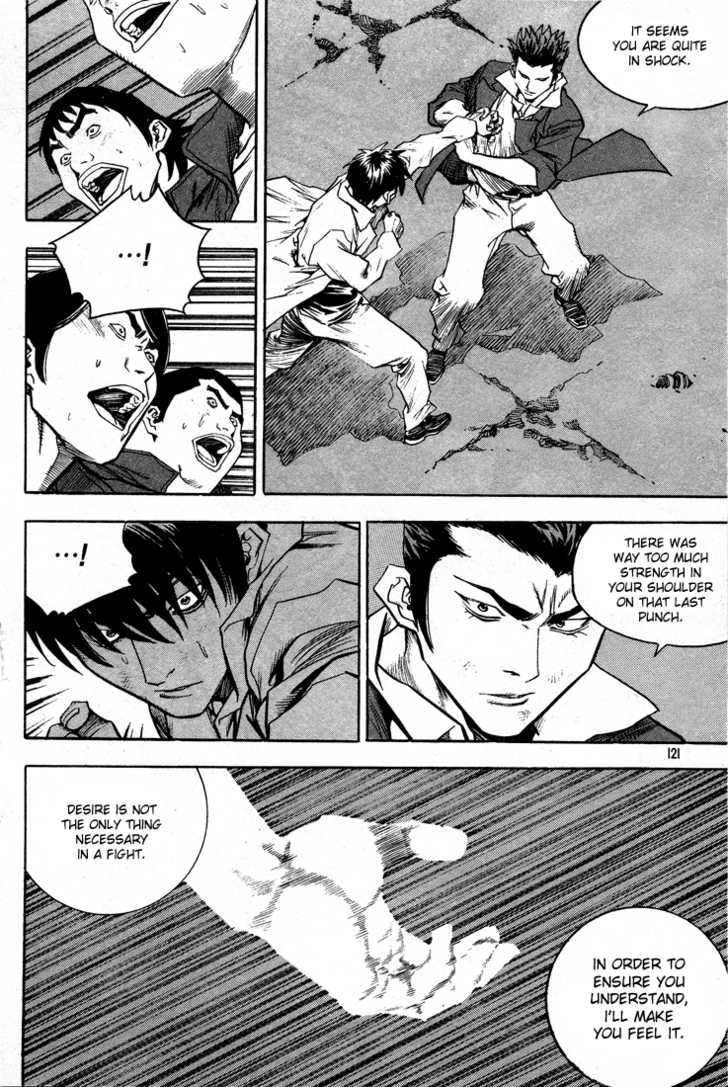 IT SEEMS
YOU ARE QUITE
IN SHOCK.
...!
...!
THERE WAS
WAY TOO MUCH
STRENGTH IN
YOUR SHOULDER
ON THAT LAST
PUNCH.
121
DESIRE IS NOT
THE ONLY THING
NECESSARY
IN A FIGHT.
IN ORDER TO
ENSURE YOU
UNDERSTAND,
I'LL MAKE
YOU FEEL IT.